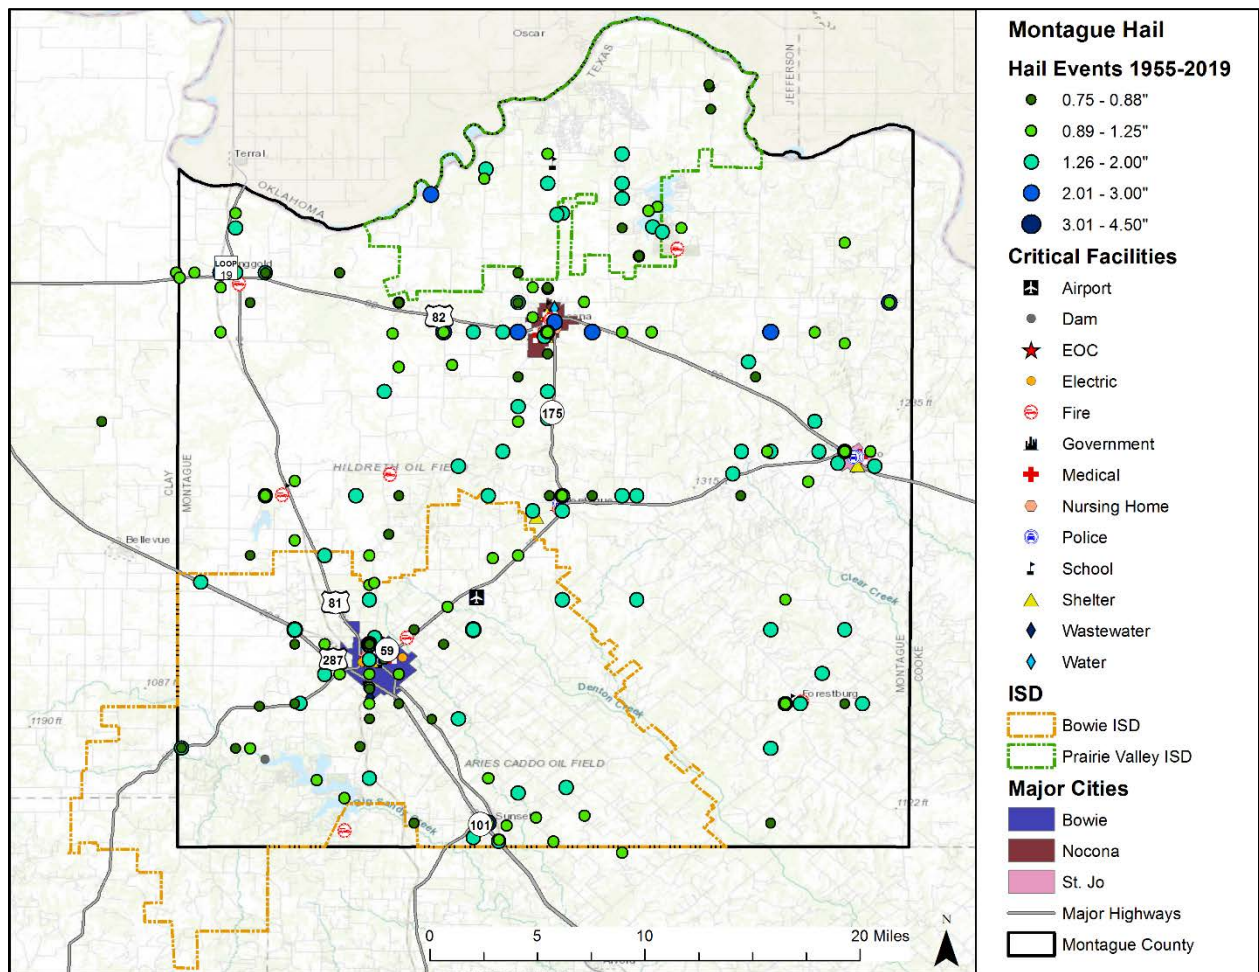 Oscar
TEXAS
JEFFERSON
Terral
OKLAHOMA
LOOP
19
82
82
175
1235 ft
HILDRETH OIL FIELD
1315
CLAY
MONTAGUE
Bellevue
Clear Creek
81
59
287
1087 ft
Denton Creek
MONTAGUE
COOKE
Forestburg
1190 ft
ARIES CADDO OIL FIELD
Sunset
101
Creek
1122 ft
0 5 10 20 Miles
N
Montague Hail
Hail Events 1955-2019
0.75 - 0.88"
0.89 - 1.25"
1.26 - 2.00"
2.01 - 3.00"
3.01 - 4.50"
Critical Facilities
Airport
Dam
EOC
Electric
Fire
Government
Medical
Nursing Home
Police
School
Shelter
Wastewater
Water
ISD
Bowie ISD
Prairie Valley ISD
Major Cities
Bowie
Nocona
St. Jo
Major Highways
Montague County